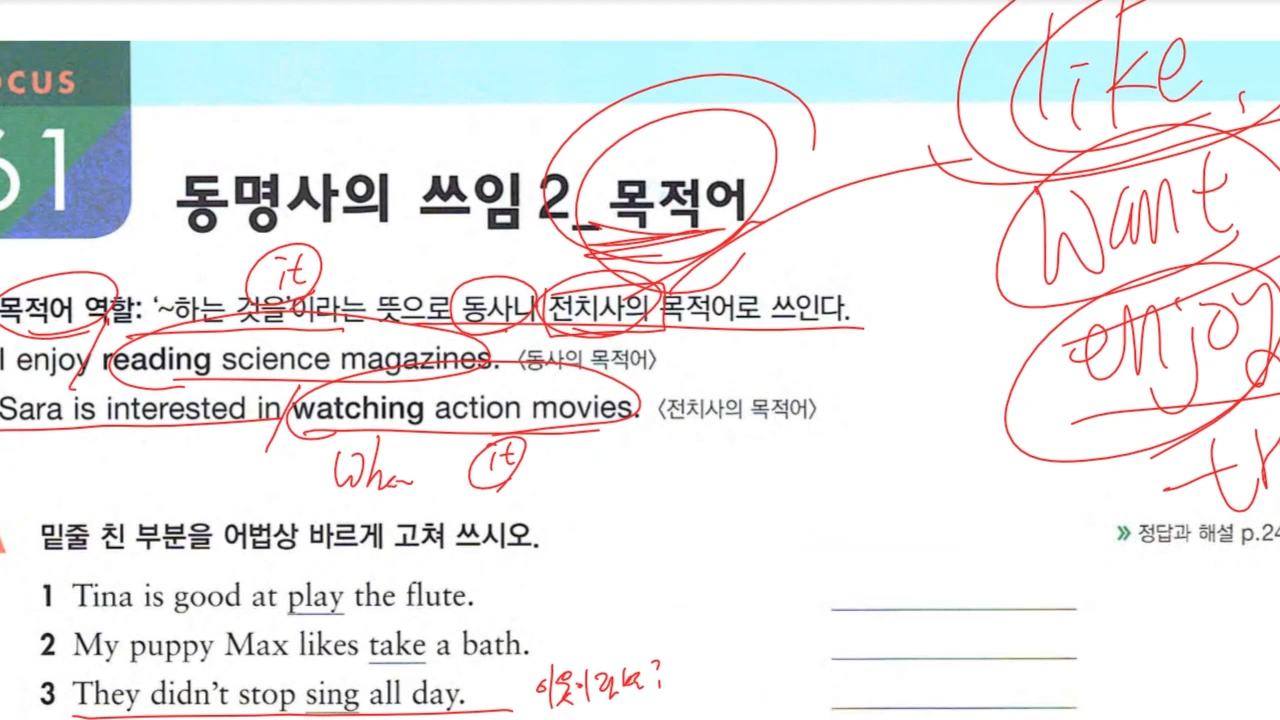 like,
OCUS
61
want
동명사의 쓰임 2_ 목적어
it
enjoy
목적어 역할: '~하는 것을'이라는 뜻으로 동사나 전치사의 목적어로 쓰인다.
I enjoy reading science magazines. 〈동사의 목적어〉
Sara is interested in watching action movies. 〈전치사의 목적어〉
it
밑줄 친 부분을 어법상 바르게 고쳐 쓰시오.
» 정답과 해설 p.24
1 Tina is good at play the flute.
2 My puppy Max likes take a bath.
3 They didn't stop sing all day.